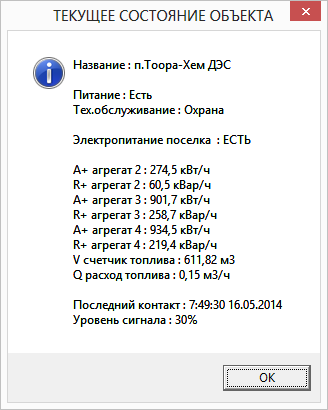 ТЕКУЩЕЕ СОСТОЯНИЕ ОБЪЕКТА
Название : п.Тоора-Хем ДЭС
Питание : Есть
Тех.обслуживание : Охрана
Электропитание поселка  : ЕСТЬ
A+ агрегат 2 : 274,5 кВт/ч
R+ агрегат 2 : 60,5 кВар/ч
A+ агрегат 3 : 901,7 кВт/ч
R+ агрегат 3 : 258,7 кВар/ч
A+ агрегат 4 : 934,5 кВт/ч
R+ агрегат 4 : 219,4 кВар/ч
V счетчик топлива : 611,82 м3
Q расход топлива : 0,15 м3/ч
Последний контакт : 7:49:30 16.05.2014
Уровень сигнала : 30%
OK